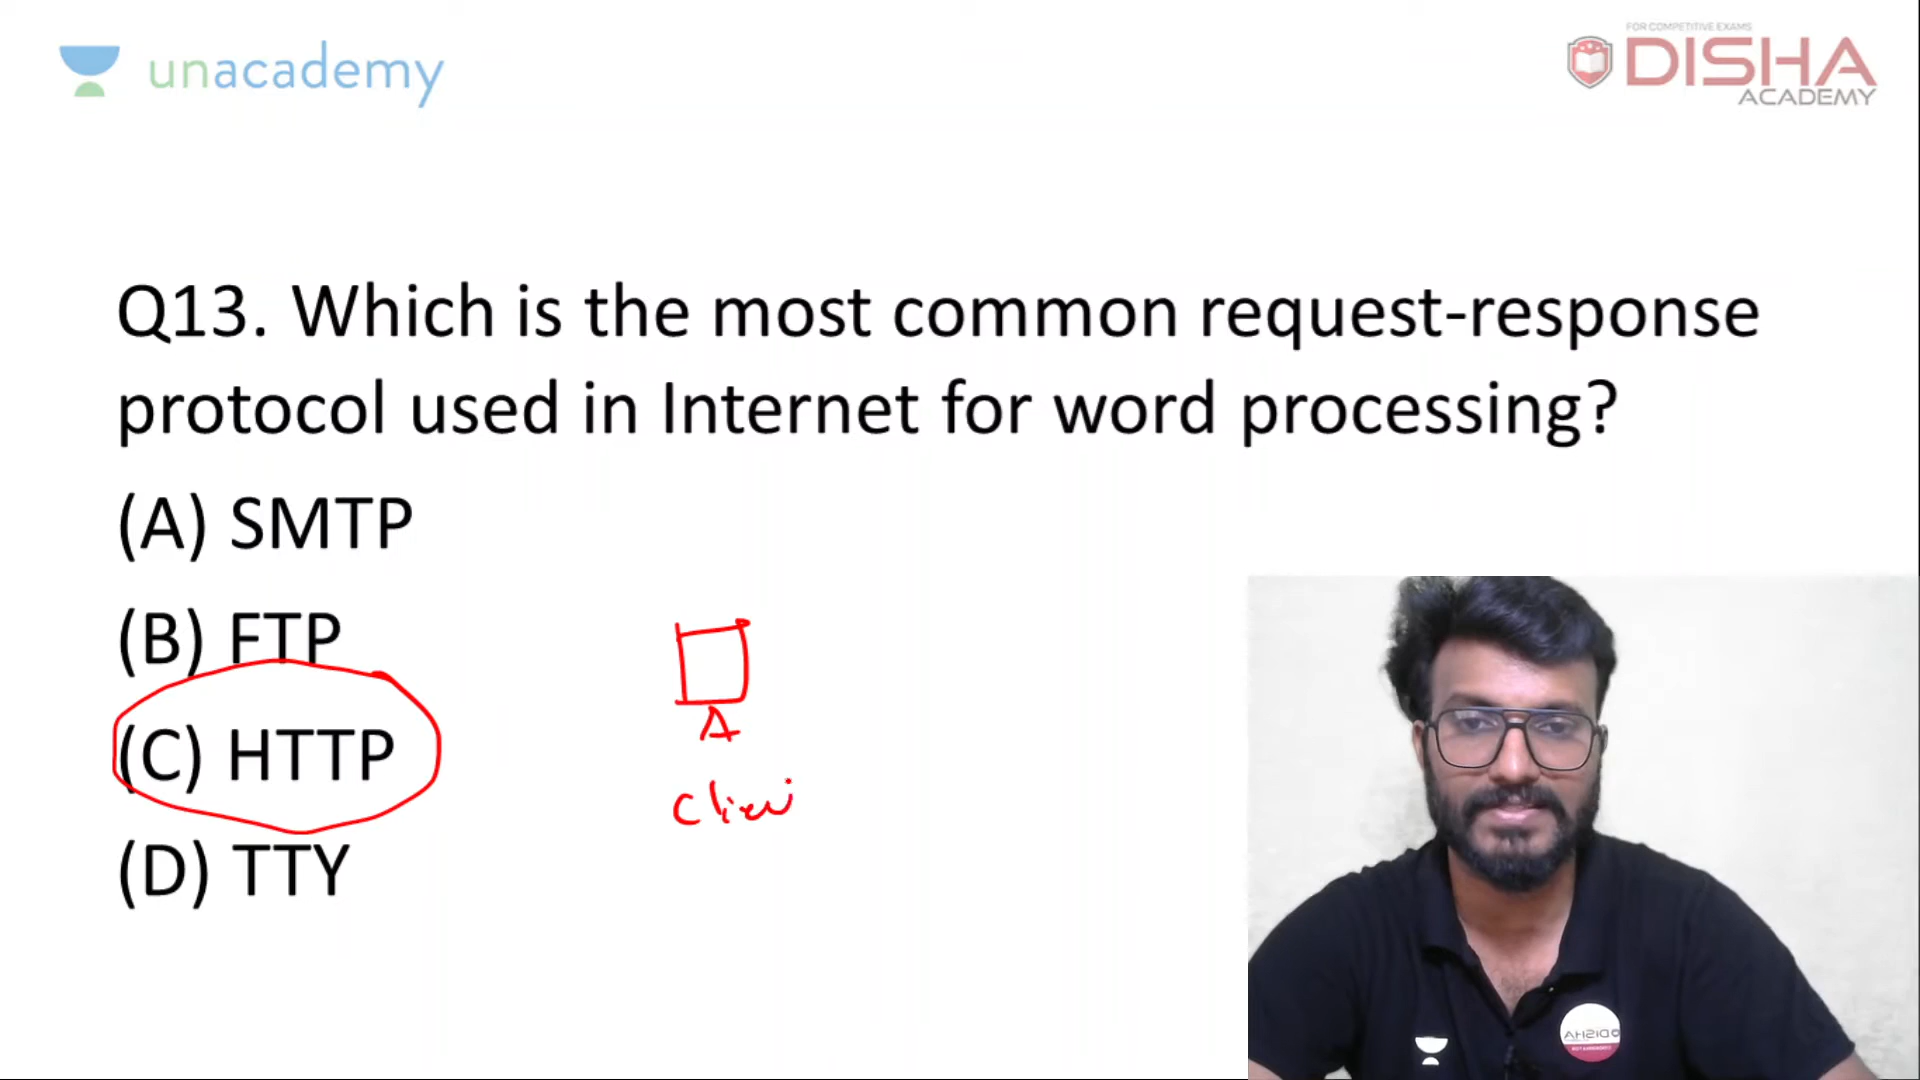 unacademy
FOR COMPETITIVE EXAMS
DISHA
ACADEMY
Q13. Which is the most common request-response
protocol used in Internet for word processing?
(A) SMTP
(B) FTP
(C) HTTP
(D) TTY
A
DISHA